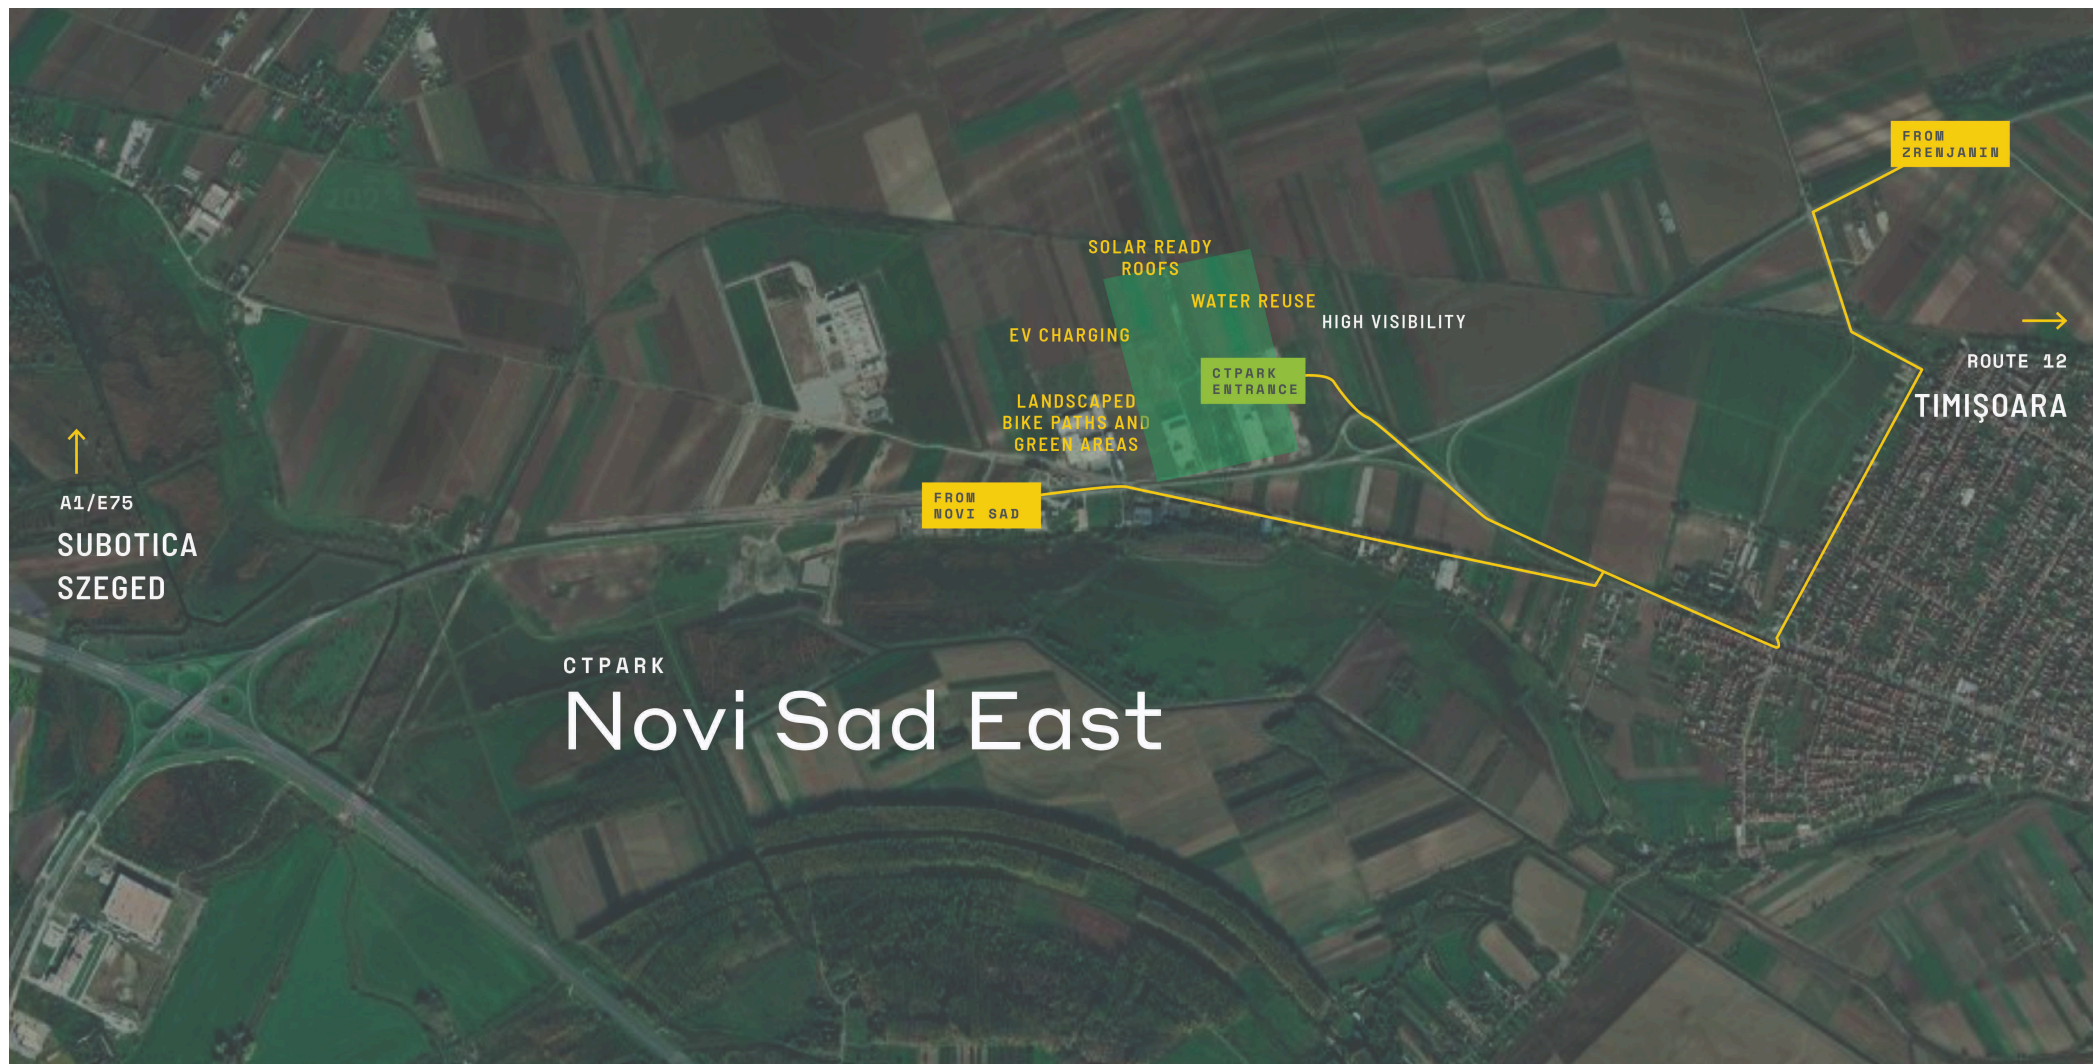 FROM
ZRENJANIN
SOLAR READY
ROOFS
WATER REUSE
HIGH VISIBILITY
EV CHARGING
ROUTE 12
TIMIŞOARA
CTPARK
ENTRANCE
LANDSCAPED
BIKE PATHS AND
GREEN AREAS
A1/E75
SUBOTICA
SZEGED
FROM
NOVI SAD
CTPARK
Novi Sad East